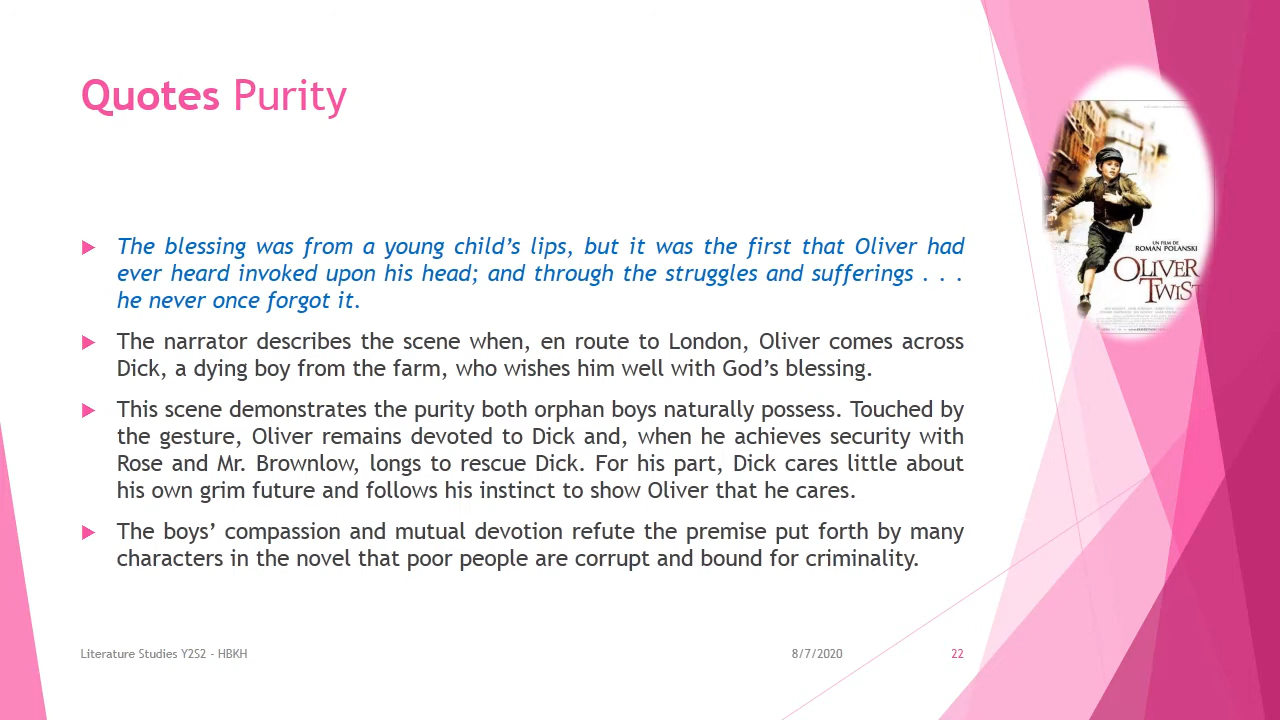 Quotes Purity
The blessing was from a young child’s lips, but it was the first that Oliver had
ever heard invoked upon his head; and through the struggles and sufferings . . .
he never once forgot it.
The narrator describes the scene when, en route to London, Oliver comes across
Dick, a dying boy from the farm, who wishes him well with God’s blessing.
This scene demonstrates the purity both orphan boys naturally possess. Touched by
the gesture, Oliver remains devoted to Dick and, when he achieves security with
Rose and Mr. Brownlow, longs to rescue Dick. For his part, Dick cares little about
his own grim future and follows his instinct to show Oliver that he cares.
The boys’ compassion and mutual devotion refute the premise put forth by many
characters in the novel that poor people are corrupt and bound for criminality.
UN FILM DE
ROMAN POLANSKI
OLIVER
TWIST
Literature Studies Y2S2 - HBKH
8/7/2020
22